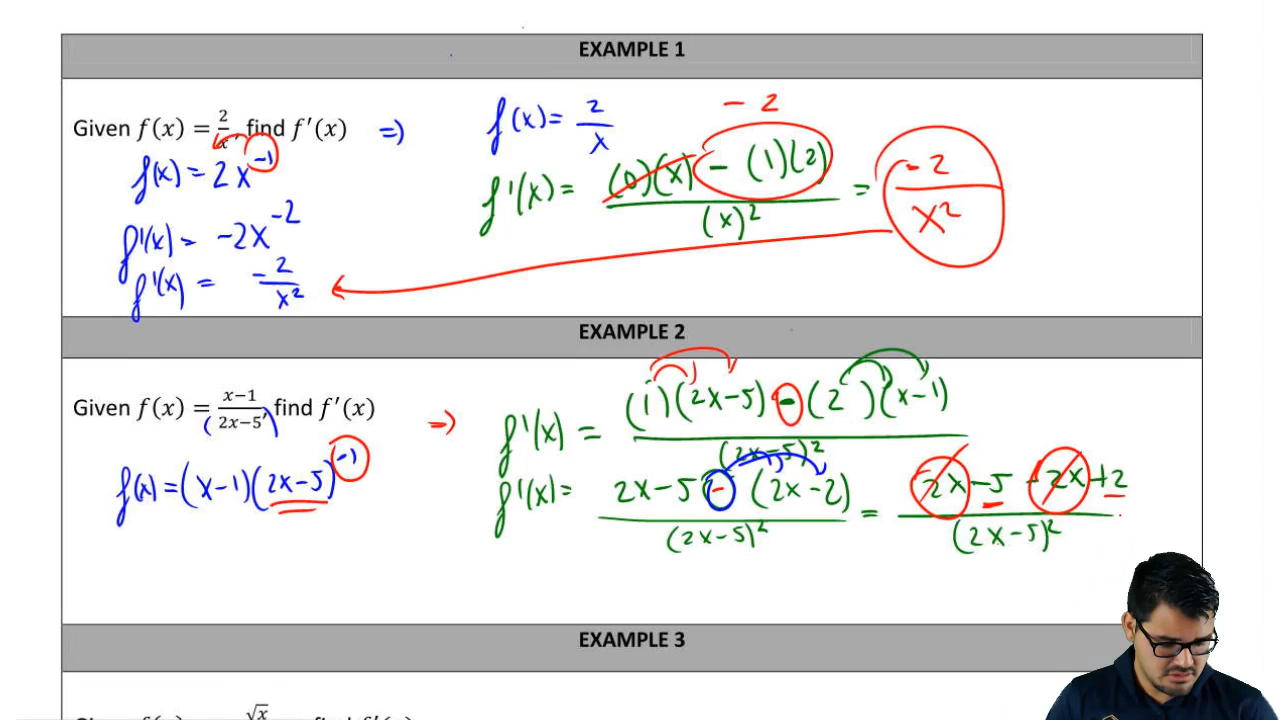 EXAMPLE 1
Given f(x) = 2/x, find f'(x) ⇒
f(x) = 2x^-1
f'(x) = -2x^-2
f'(x) = -2/x²
f(x) = 2/x
- 2
f'(x) = ((0)(x) - (1)(2))/(x)² = -2/x²
EXAMPLE 2
Given f(x) = (x-1)/(2x-5), find f'(x) ⇒
f(x) = (x-1)(2x-5)^-1
f'(x) = ((1)(2x-5) - (2)(x-1))/(2x-5)²
f'(x) = (2x-5 - (2x-2))/(2x-5)² = (2x-5-2x+2)/(2x-5)²
EXAMPLE 3
√x